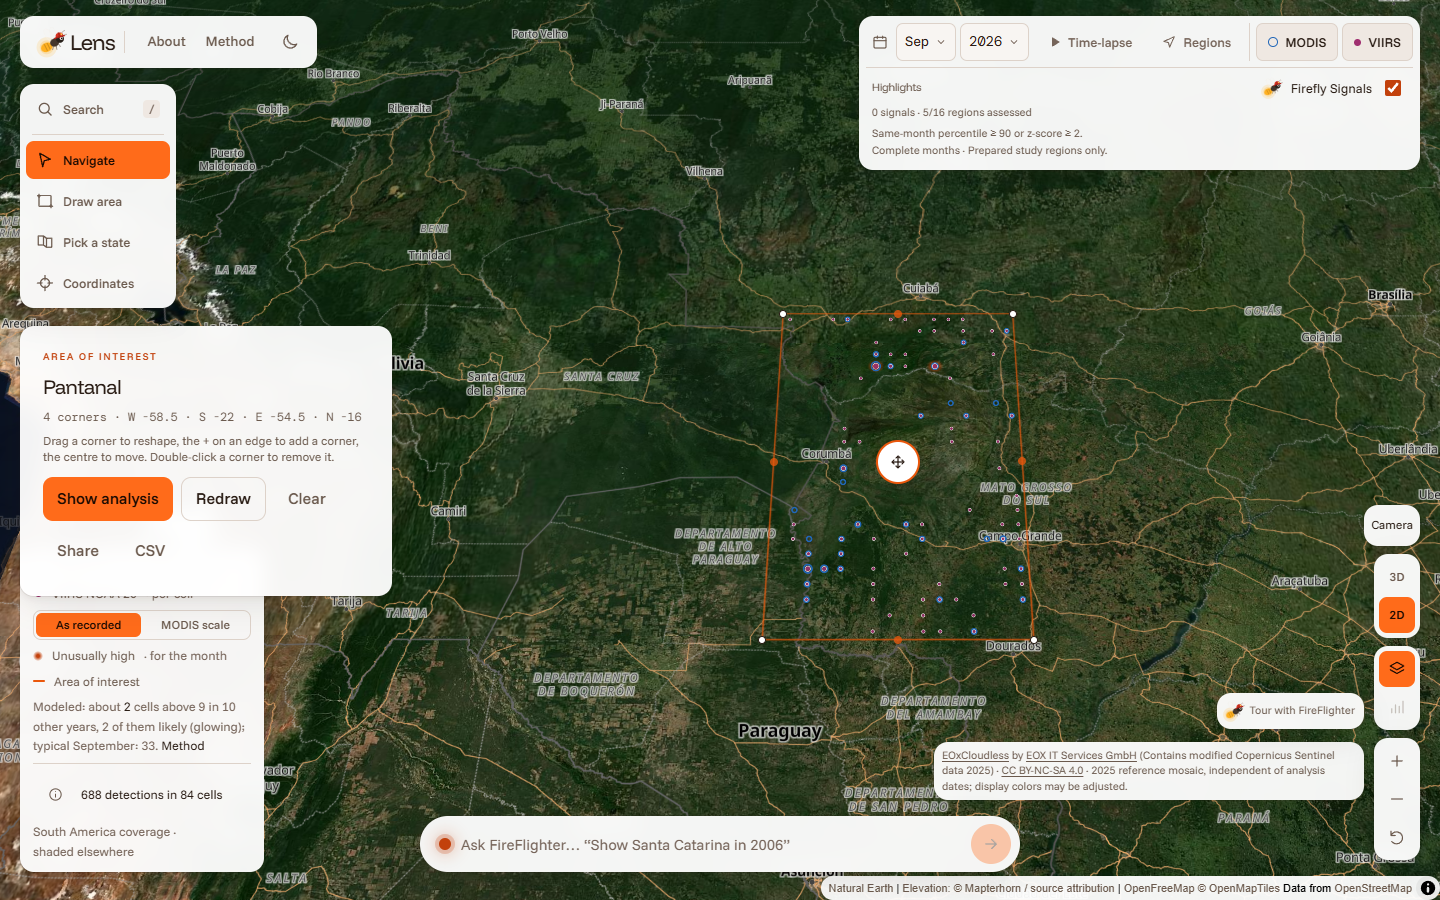 Lens
About
Method
Sep
2026
Time-lapse
Regions
MODIS
VIIRS
Highlights
Firefly Signals
0 signals · 5/16 regions assessed
Same-month percentile ≥ 90 or z-score ≥ 2.
Complete months · Prepared study regions only.
Search
/
Navigate
Draw area
Pick a state
Coordinates
AREA OF INTEREST
Pantanal
4 corners · W -58.5 · S -22 · E -54.5 · N -16
Drag a corner to reshape, the + on an edge to add a corner,
the centre to move. Double-click a corner to remove it.
Show analysis
Redraw
Clear
Share
CSV
As recorded
MODIS scale
Unusually high · for the month
Area of interest
Modeled: about 2 cells above 9 in 10
other years, 2 of them likely (glowing);
typical September: 33. Method
688 detections in 84 cells
South America coverage ·
shaded elsewhere
Porto Velho
Rio Branco
Cobija
Riberalta
PANDO
Puerto
Maldonado
Ji-Paraná
Aripuanã
Vilhena
BENI
Trinidad
LA PAZ
Arequipa
Santa Cruz
de la Sierra
SANTA CRUZ
Cuiabá
GOIÁS
Brasília
Goiânia
Uberlândia
Corumbá
MATO GROSSO
DO SUL
Campo Grande
Camiri
DEPARTAMENTO
DE ALTO
PARAGUAY
Tarija
TARIJA
Araçatuba
Dourados
DEPARTAMENTO
DE BOQUERÓN
DEPARTAMENTO
DEL AMAMBAY
Paraguay
DE SAN PEDRO
PARANÁ
SALTA
Camera
3D
2D
Tour with FireFlighter
EOxCloudless by EOX IT Services GmbH (Contains modified Copernicus Sentinel
data 2025) · CC BY-NC-SA 4.0 · 2025 reference mosaic, independent of analysis
dates; display colors may be adjusted.
Ask FireFlighter… “Show Santa Catarina in 2006”
Natural Earth | Elevation: © Mapterhorn / source attribution | OpenFreeMap © OpenMapTiles Data from OpenStreetMap